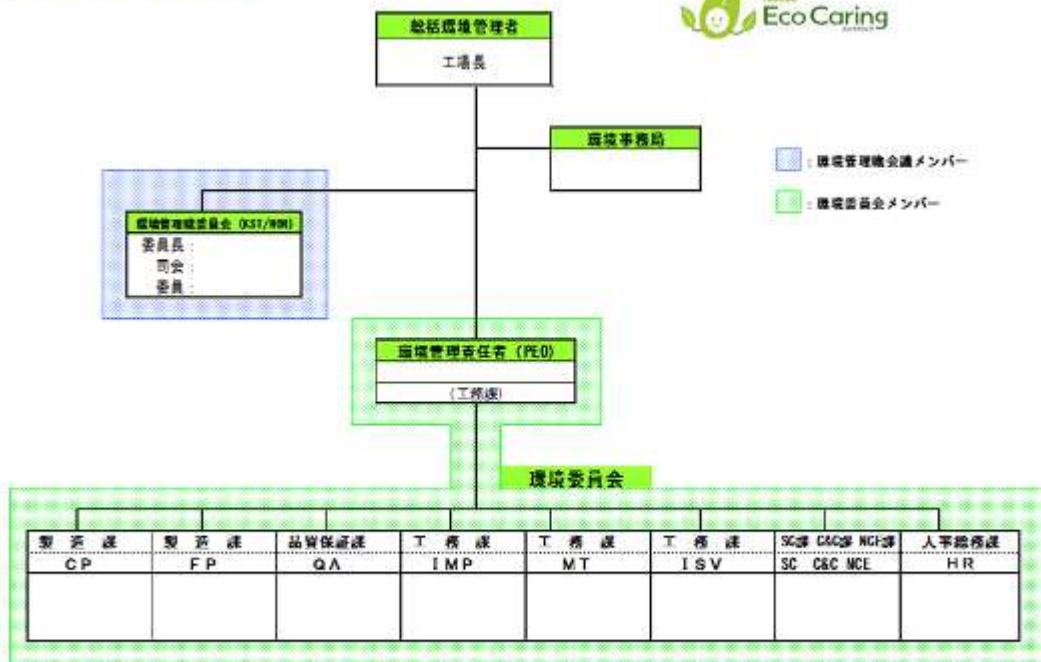 総括環境管理者
工場長
Eco Caring
環境事務局
：環境管理職会議メンバー
：環境委員会メンバー
環境管理職委員会 (KST/
委員長：
司会：
委員：
環境管理責任者 (PEO)
(工務課)
環境委員会
製 造 課 製 造 課 品質保証課 工 務 課 工 務 課 工 務 課 SC課 C&C課 NCE課 人事総務課
CP FP QA IMP MT ISV SC C&C NCE HR